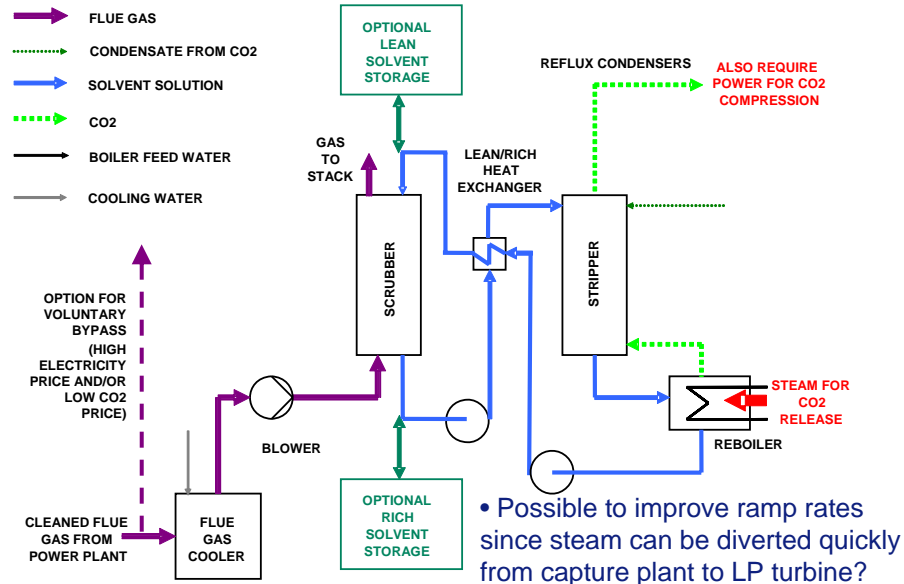 FLUE GAS
CONDENSATE FROM CO2
SOLVENT SOLUTION
CO2
BOILER FEED WATER
COOLING WATER
OPTIONAL
LEAN
SOLVENT
STORAGE
REFLUX CONDENSERS
ALSO REQUIRE
POWER FOR CO2
COMPRESSION
GAS
TO
STACK
LEAN/RICH
HEAT
EXCHANGER
SCRUBBER
STRIPPER
OPTION FOR
VOLUNTARY
BYPASS
(HIGH
ELECTRICITY
PRICE AND/OR
LOW CO2
PRICE)
BLOWER
STEAM FOR
CO2
RELEASE
REBOILER
CLEANED FLUE
GAS FROM
POWER PLANT
FLUE
GAS
COOLER
OPTIONAL
RICH
SOLVENT
STORAGE
• Possible to improve ramp rates
since steam can be diverted quickly
from capture plant to LP turbine?